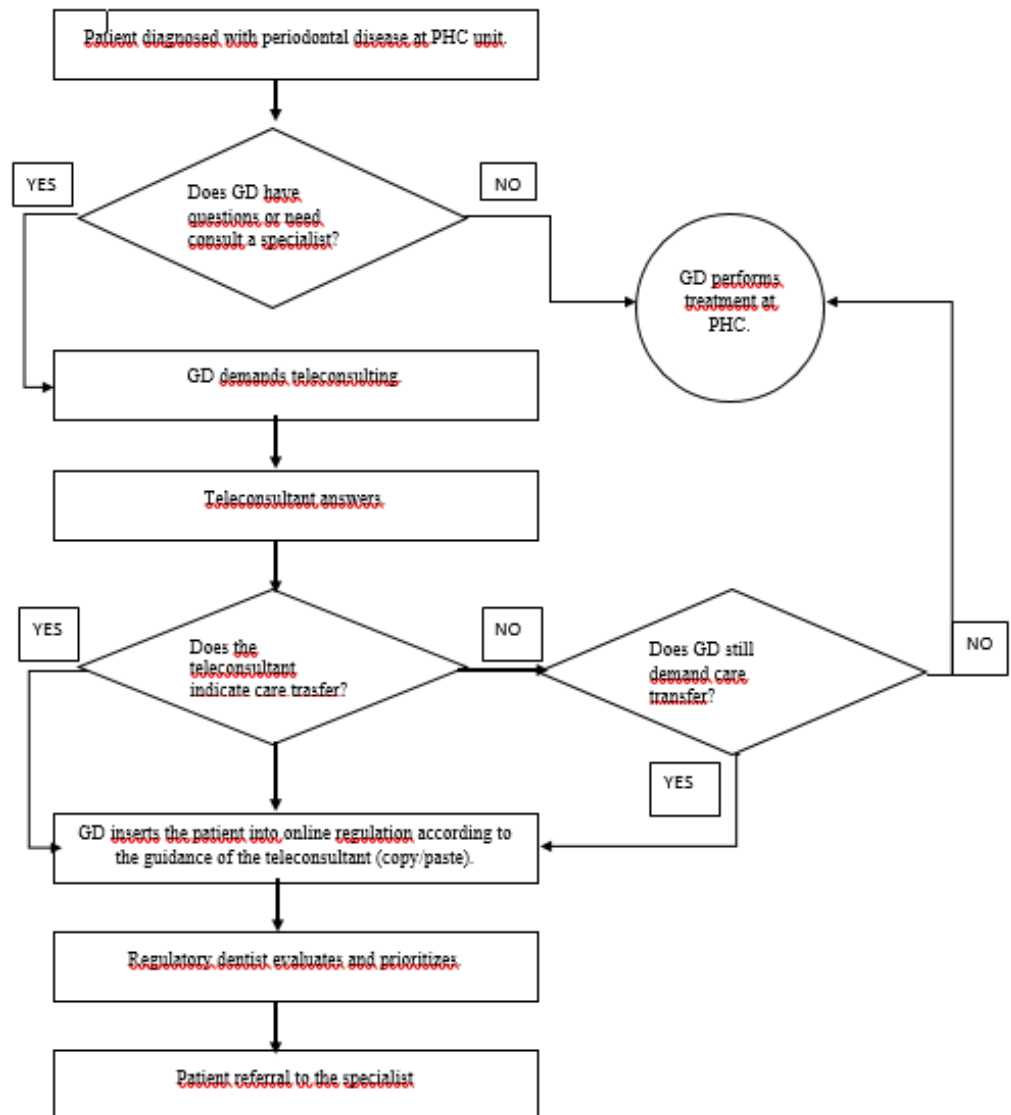 Patient diagnosed with periodontal disease at PHC unit.
YES
NO
Does GD have
questions or need
consult a specialist?
GD performs
treatment at
PHC.
GD demands teleconsulting
Teleconsultant answers
YES
NO
Does the
teleconsultant
indicate care trasfer?
Does GD still
demand care
transfer?
NO
YES
GD inserts the patient into online regulation according to
the guidance of the teleconsultant (copy/paste).
Regulatory dentist evaluates and prioritizes
Patient referral to the specialist